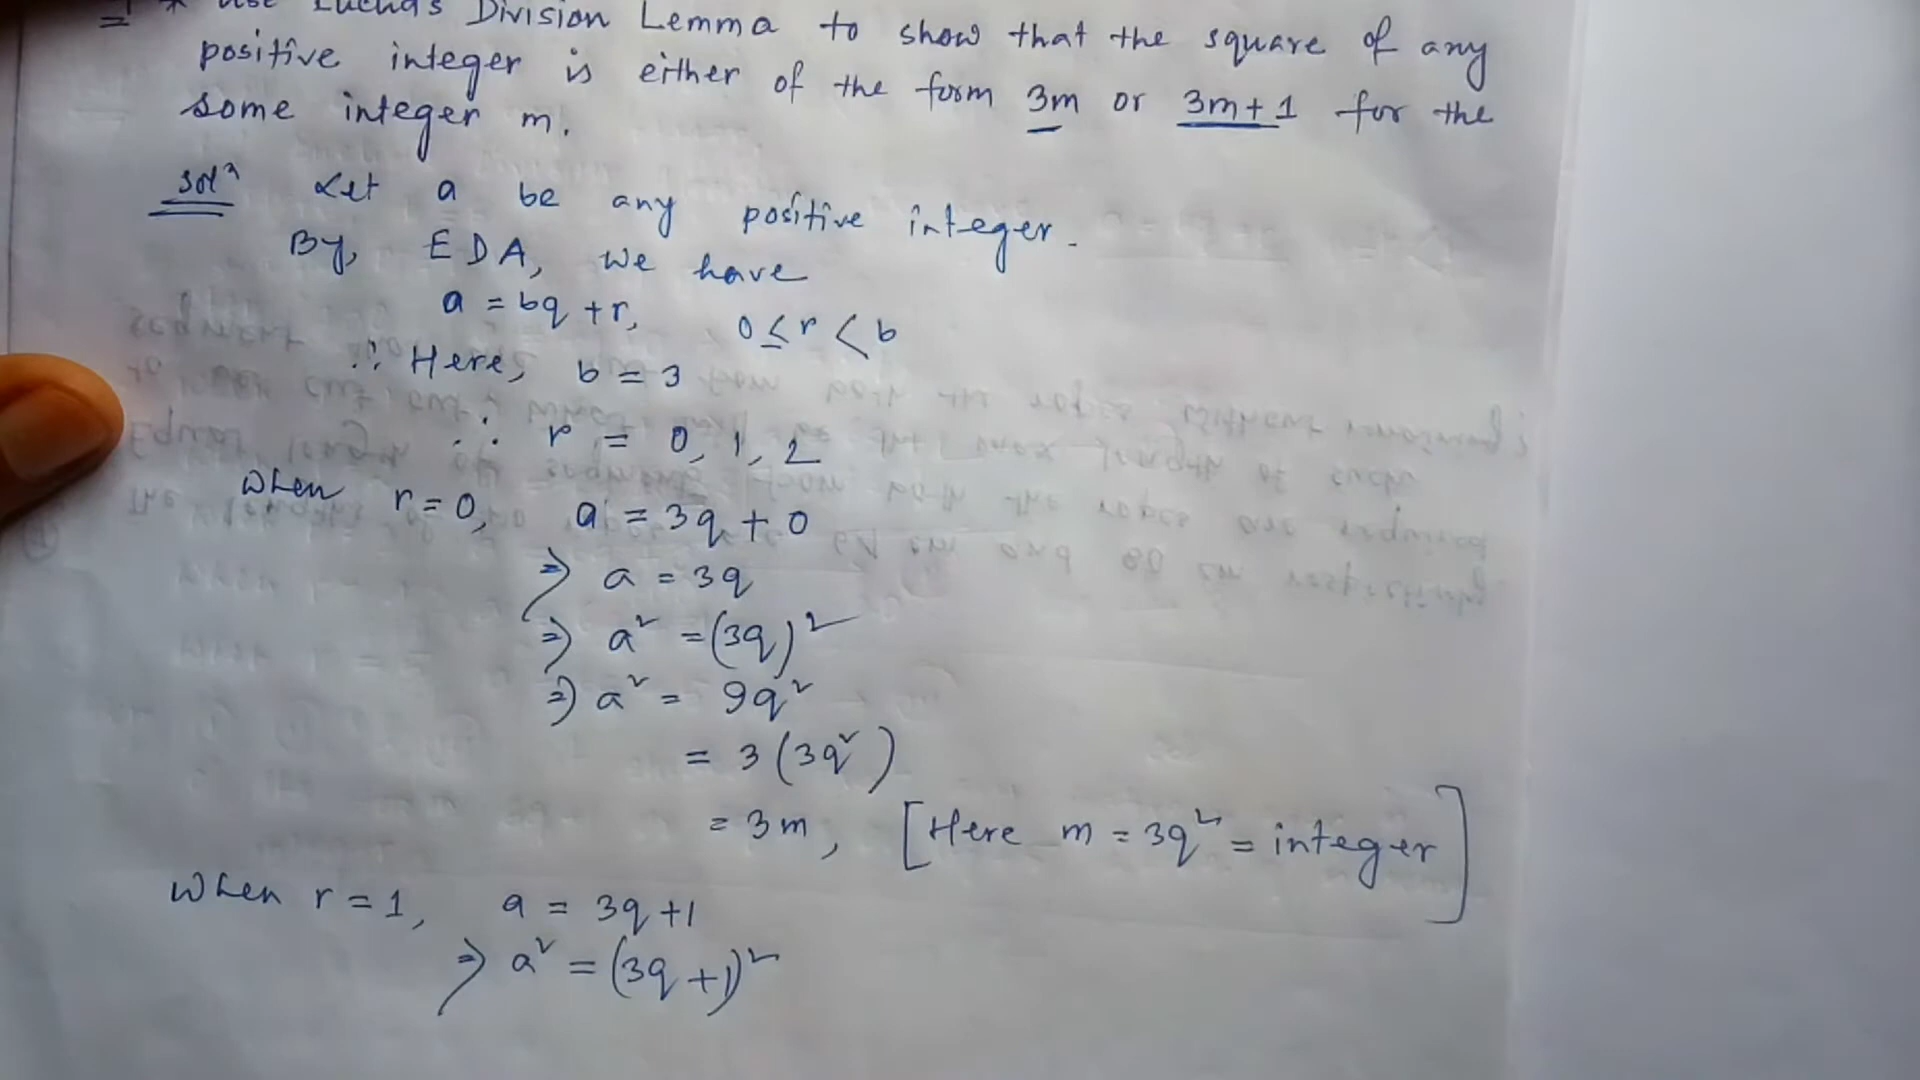 Division Lemma to show that the square of any
positive integer is either of the form 3m or 3m+1 for the
some integer m.
Solⁿ Let a be any positive integer.
By, EDA, we have
a = bq + r, 0 ≤ r < b
∴ Here, b = 3
∴ r = 0, 1, 2
When r = 0, a = 3q + 0
⇒ a = 3q
⇒ a² = (3q)²
⇒ a² = 9q²
= 3(3q²)
= 3m, [Here m = 3q² = integer]
When r = 1, a = 3q+1
⇒ a² = (3q+1)²